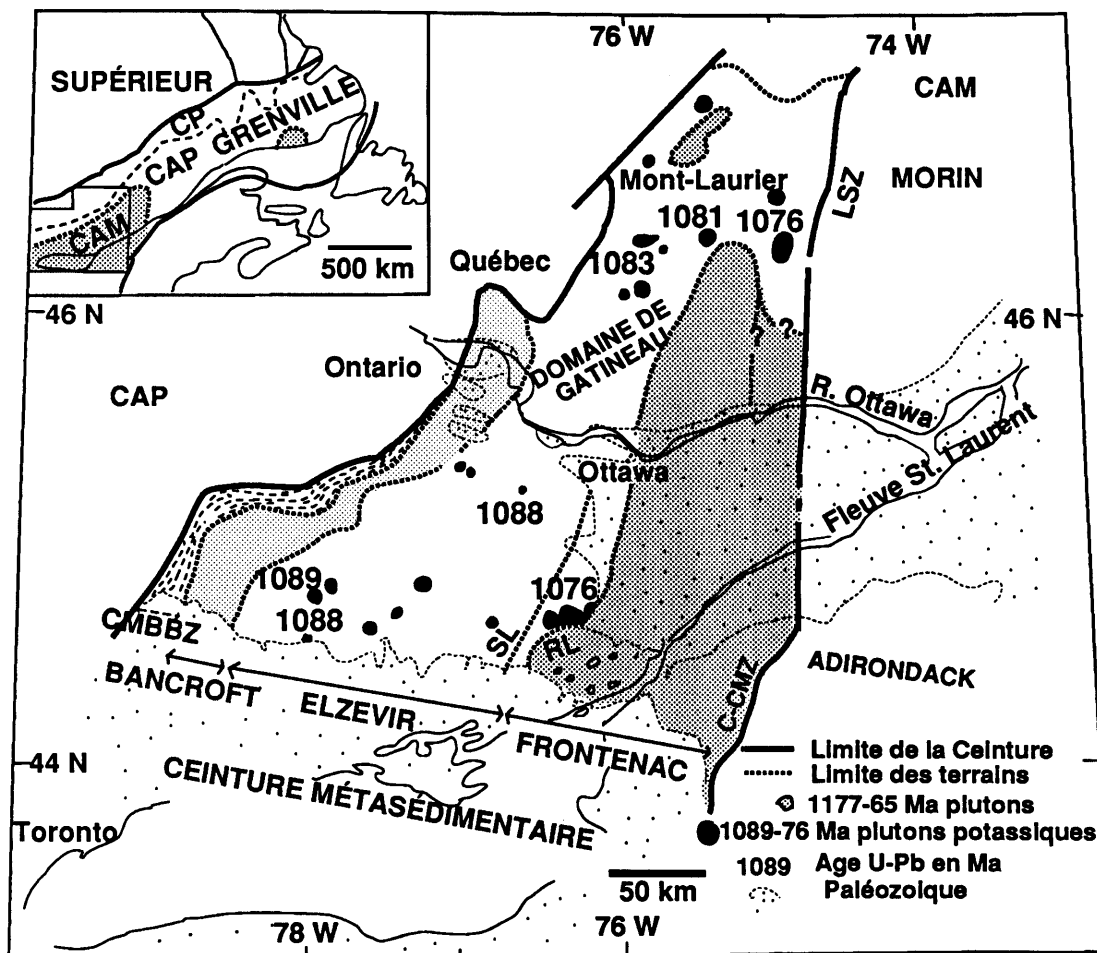 76 W
74 W
SUPÉRIEUR
CP
CAP GRENVILLE
CAM
500 km
CAM
MORIN
LSZ
Mont-Laurier
1081
1076
1083
Québec
46 N
46 N
DOMAINE DE
GATINEAU
Ontario
CAP
R. Ottawa
Fleuve St. Laurent
Ottawa
1088
1089
1088
1076
? ?
CMBBZ
SL
RL
BANCROFT
ELZEVIR
FRONTENAC
C-CMZ
ADIRONDACK
44 N
CEINTURE MÉTASÉDIMENTAIRE
Toronto
Limite de la Ceinture
Limite des terrains
1177-65 Ma plutons
1089-76 Ma plutons potassiques
1089 Age U-Pb en Ma
Paléozoique
50 km
78 W
76 W